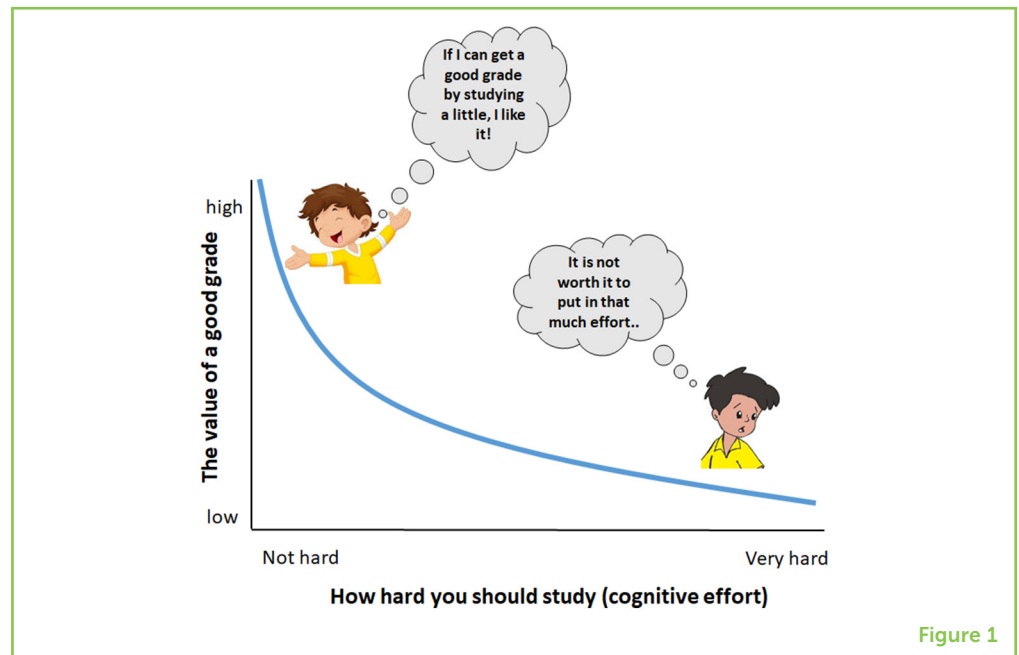 If I can get a
good grade
by studying
a little, I like
it!
high
It is not
worth it to
put in that
much effort..
The value of a good grade
low
Not hard
Very hard
How hard you should study (cognitive effort)
Figure 1